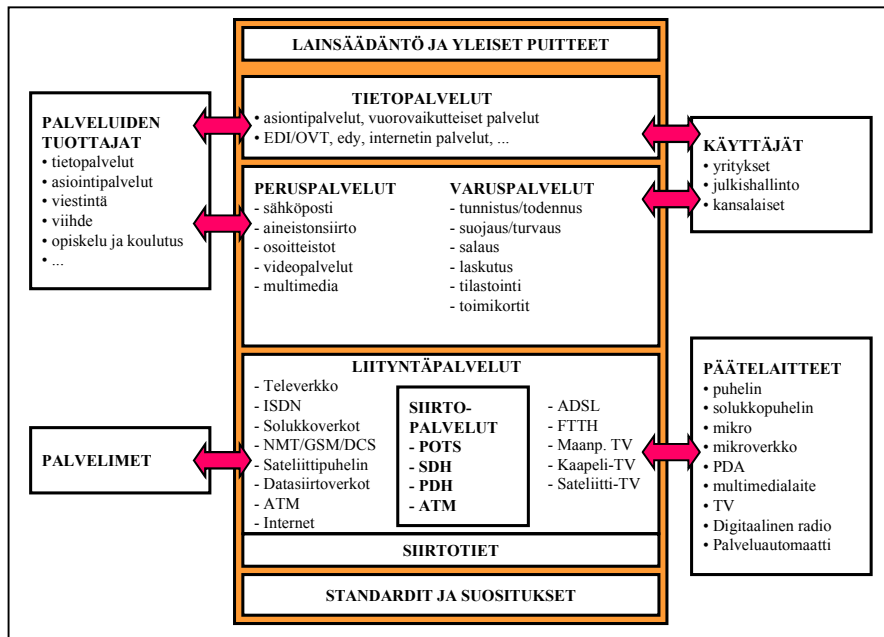 LAINSÄÄDÄNTÖ JA YLEISET PUITTEET
TIETOPALVELUT
• asiontipalvelut, vuorovaikutteiset palvelut
• EDI/OVT, edy, internetin palvelut, ...
PALVELUIDEN
TUOTTAJAT
• tietopalvelut
• asiointipalvelut
• viestintä
• viihde
• opiskelu ja koulutus
• ...
KÄYTTÄJÄT
• yritykset
• julkishallinto
• kansalaiset
PERUSPALVELUT
- sähköposti
- aineistonsiirto
- osoitteistot
- videopalvelut
- multimedia
VARUSPALVELUT
- tunnistus/todennus
- suojaus/turvaus
- salaus
- laskutus
- tilastointi
- toimikortit
LIITYNTÄPALVELUT
- Televerkko
- ISDN
- Solukkoverkot
- NMT/GSM/DCS
- Sateliittipuhelin
- Datasiirtoverkot
- ATM
- Internet
SIIRTO-
PALVELUT
- POTS
- SDH
- PDH
- ATM
- ADSL
- FTTH
- Maanp. TV
- Kaapeli-TV
- Sateliitti-TV
PALVELIMET
PÄÄTELAITTEET
• puhelin
• solukkopuhelin
• mikro
• mikroverkko
• PDA
• multimedialaite
• TV
• Digitaalinen radio
• Palveluautomaatti
SIIRTOTIET
STANDARDIT JA SUOSITUKSET